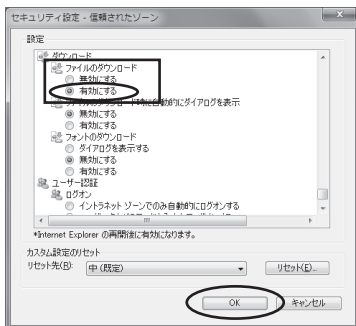 セキュリティ設定 - 信頼されたゾーン
設定
ダウンロード
ファイルのダウンロード
無効にする
有効にする
ファイルのダウンロード時に自動的にダイアログを表示
無効にする
有効にする
フォントのダウンロード
ダイアログを表示する
無効にする
有効にする
ユーザー認証
ログオン
イントラネット ゾーンでのみ自動的にログオンする
*Internet Explorer の再開後に有効になります。
カスタム設定のリセット
リセット先(R):
中 (既定)
リセット(E)...
OK
キャンセル